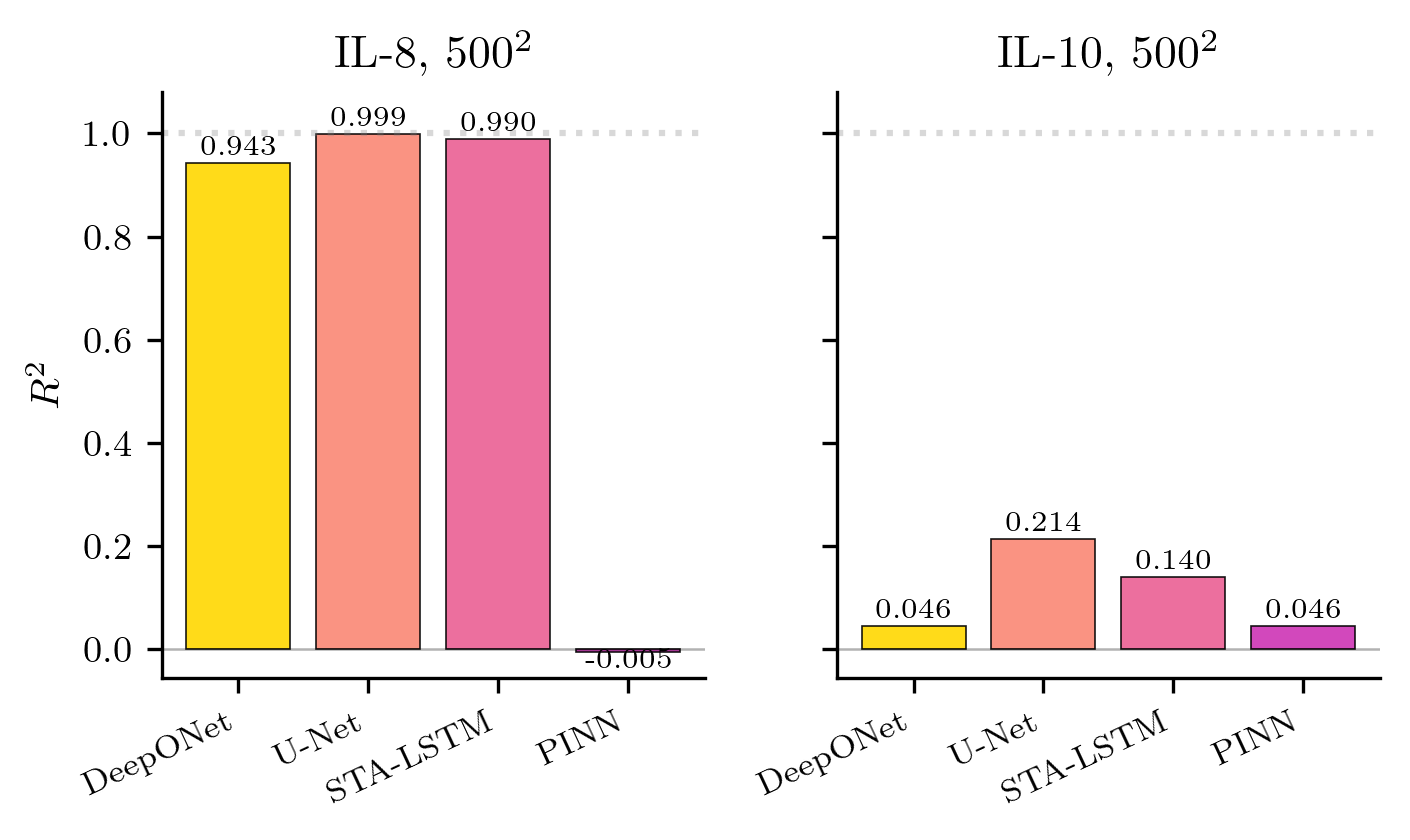 IL-8, 500²
R²
1.0
0.8
0.6
0.4
0.2
0.0
0.943
0.999
0.990
-0.005
DeepONet
U-Net
STA-LSTM
PINN
IL-10, 500²
0.046
0.214
0.140
0.046
DeepONet
U-Net
STA-LSTM
PINN